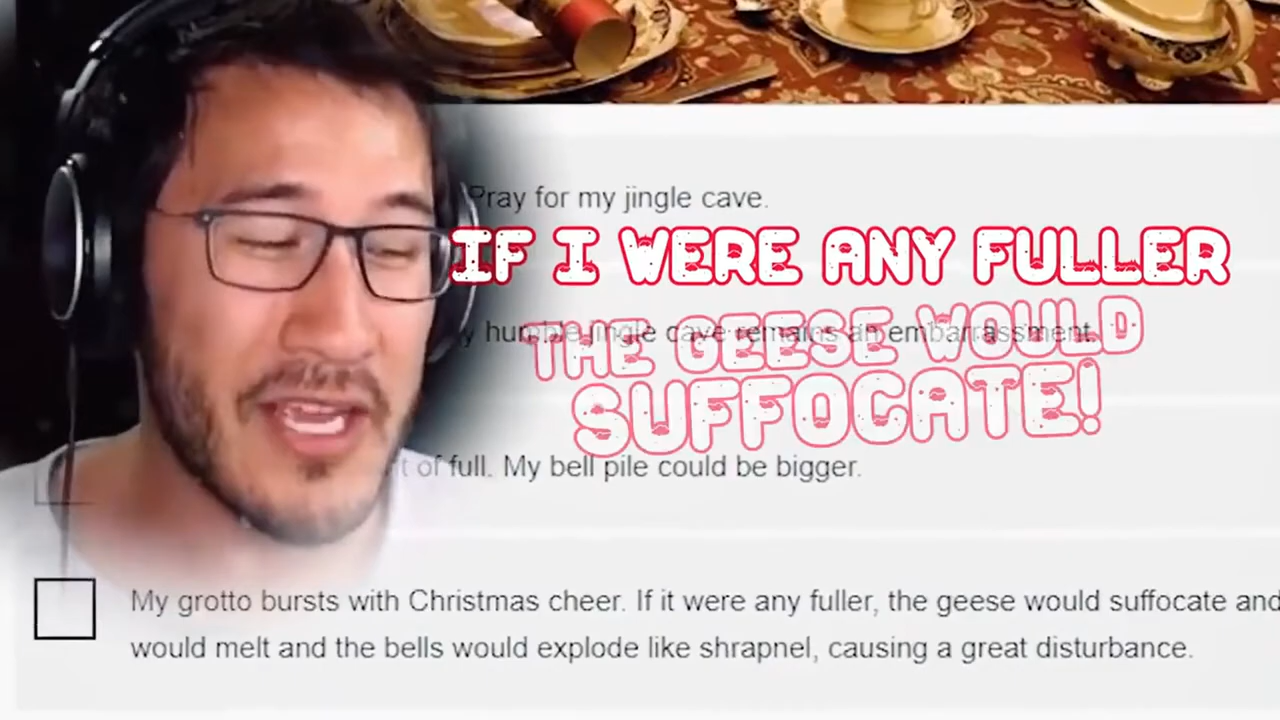 Pray for my jingle cave.
IF I WERE ANY FULLER
THE GEESE WOULD
humble jingle cave remains an embarrassment.
SUFFOCATE!
of full. My bell pile could be bigger.
My grotto bursts with Christmas cheer. If it were any fuller, the geese would suffocate and
would melt and the bells would explode like shrapnel, causing a great disturbance.